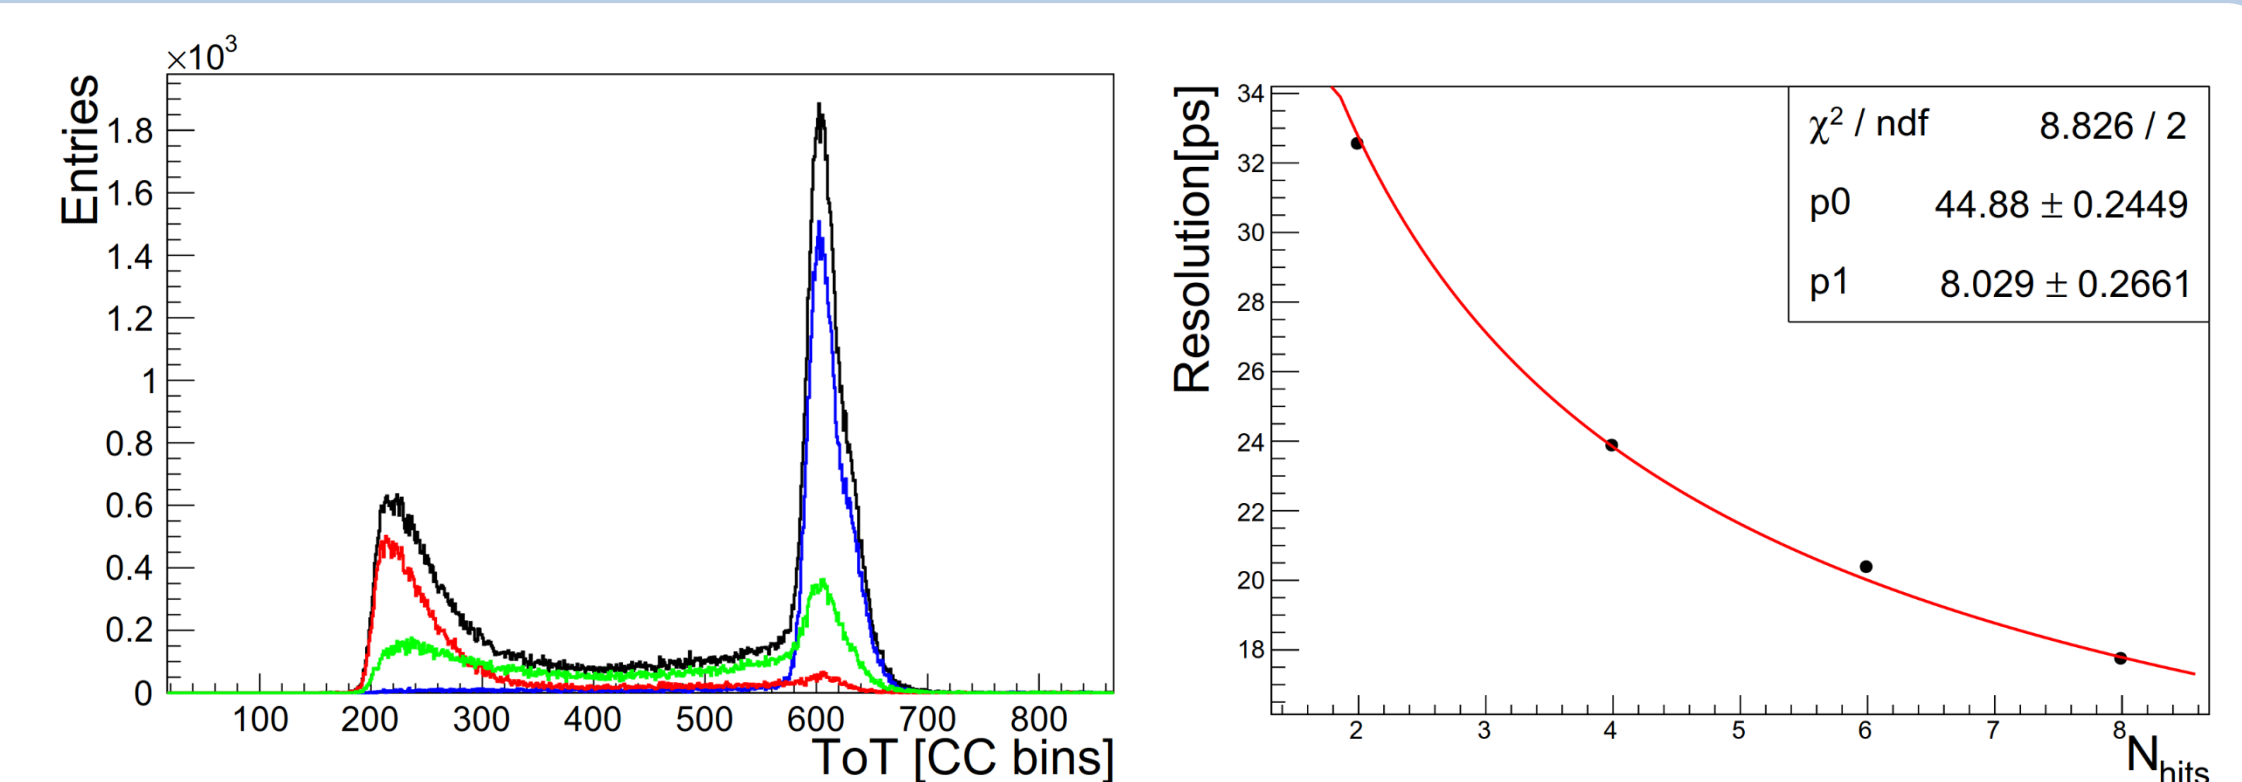 ×10³
Entries
1.8
1.6
1.4
1.2
1
0.8
0.6
0.4
0.2
0
100 200 300 400 500 600 700 800
ToT [CC bins]
Resolution[ps]
34
32
30
28
26
24
22
20
18
χ² / ndf 8.826 / 2
p0 44.88 ± 0.2449
p1 8.029 ± 0.2661
2 3 4 5 6 7 8
N_hits